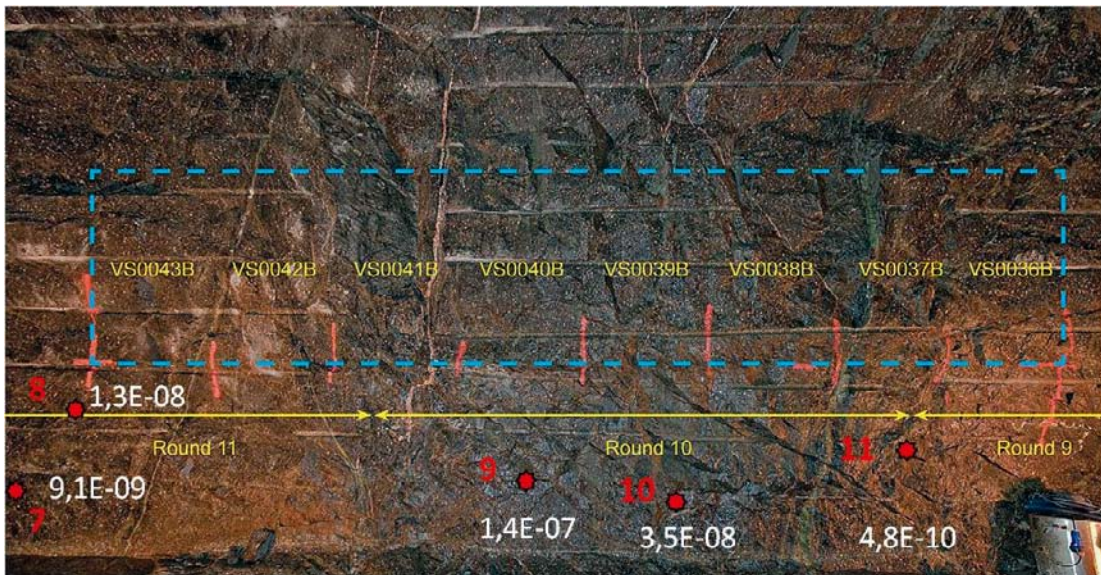 VS0043B VS0042B VS0041B VS0040B VS0039B VS0038B VS0037B VS0036B
8 1,3E-08
Round 11 Round 10 Round 9
11
9
10
9,1E-09
7
1,4E-07 3,5E-08 4,8E-10